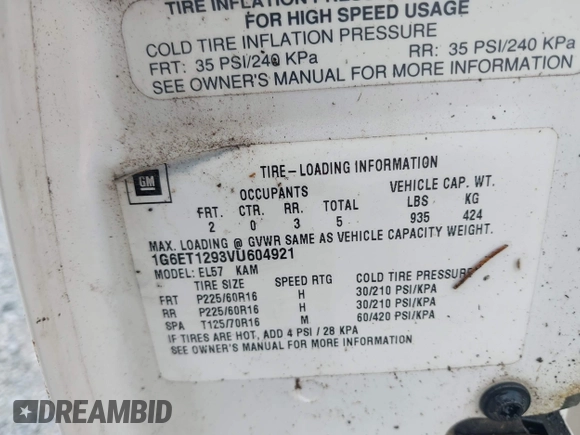 TIRE INFLATION
FOR HIGH SPEED USAGE
COLD TIRE INFLATION PRESSURE
FRT: 35 PSI/240 KPa RR: 35 PSI/240 KPa
SEE OWNER'S MANUAL FOR MORE INFORMATION
GM
TIRE-LOADING INFORMATION
OCCUPANTS VEHICLE CAP. WT.
FRT. CTR. RR. TOTAL LBS KG
2 0 3 5 935 424
MAX. LOADING @ GVWR SAME AS VEHICLE CAPACITY WEIGHT.
1G6ET1293VU604921
MODEL: EL57 KAM
TIRE SIZE SPEED RTG COLD TIRE PRESSURE
FRT P225/60R16 H 30/210 PSI/KPA
RR P225/60R16 H 30/210 PSI/KPA
SPA T125/70R16 M 60/420 PSI/KPA
IF TIRES ARE HOT, ADD 4 PSI / 28 KPA
SEE OWNER'S MANUAL FOR MORE INFORMATION
DREAMBID